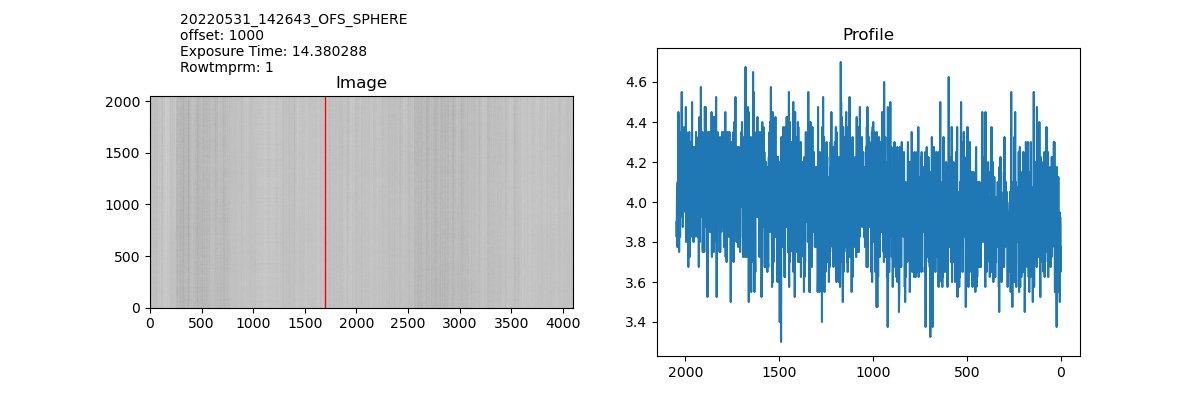 20220531_142643_OFS_SPHERE
offset: 1000
Exposure Time: 14.380288
Rowtmprm: 1
Image
2000
1500
1000
500
0
0 500 1000 1500 2000 2500 3000 3500 4000
Profile
4.6
4.4
4.2
4.0
3.8
3.6
3.4
2000 1500 1000 500 0